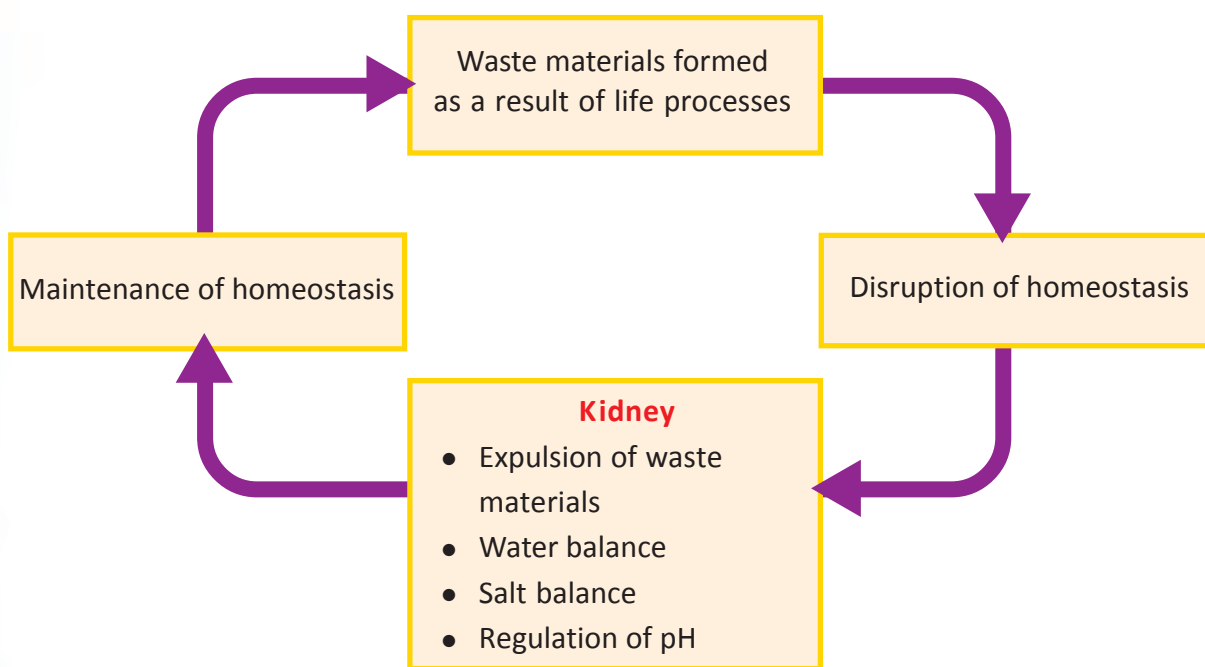 Waste materials formed
as a result of life processes
Maintenance of homeostasis
Disruption of homeostasis
Kidney
● Expulsion of waste
materials
● Water balance
● Salt balance
● Regulation of pH